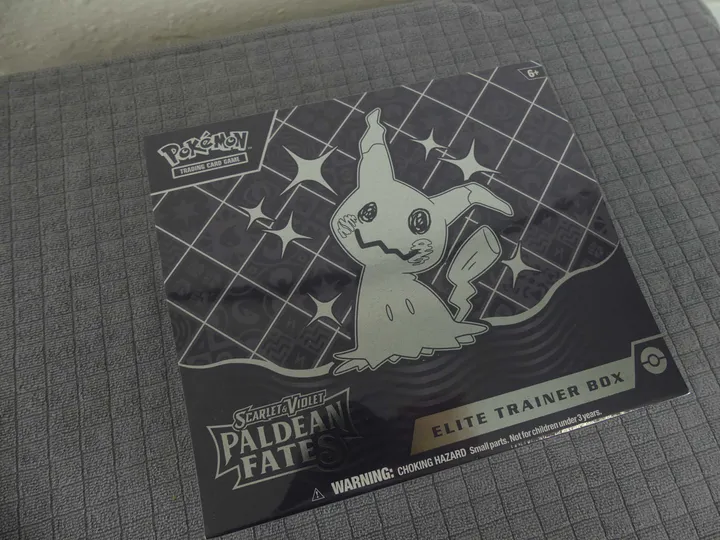 6+
POKéMON
TRADING CARD GAME
SCARLET & VIOLET
PALDEAN
FATES
ELITE TRAINER BOX
WARNING: CHOKING HAZARD Small parts. Not for children under 3 years.